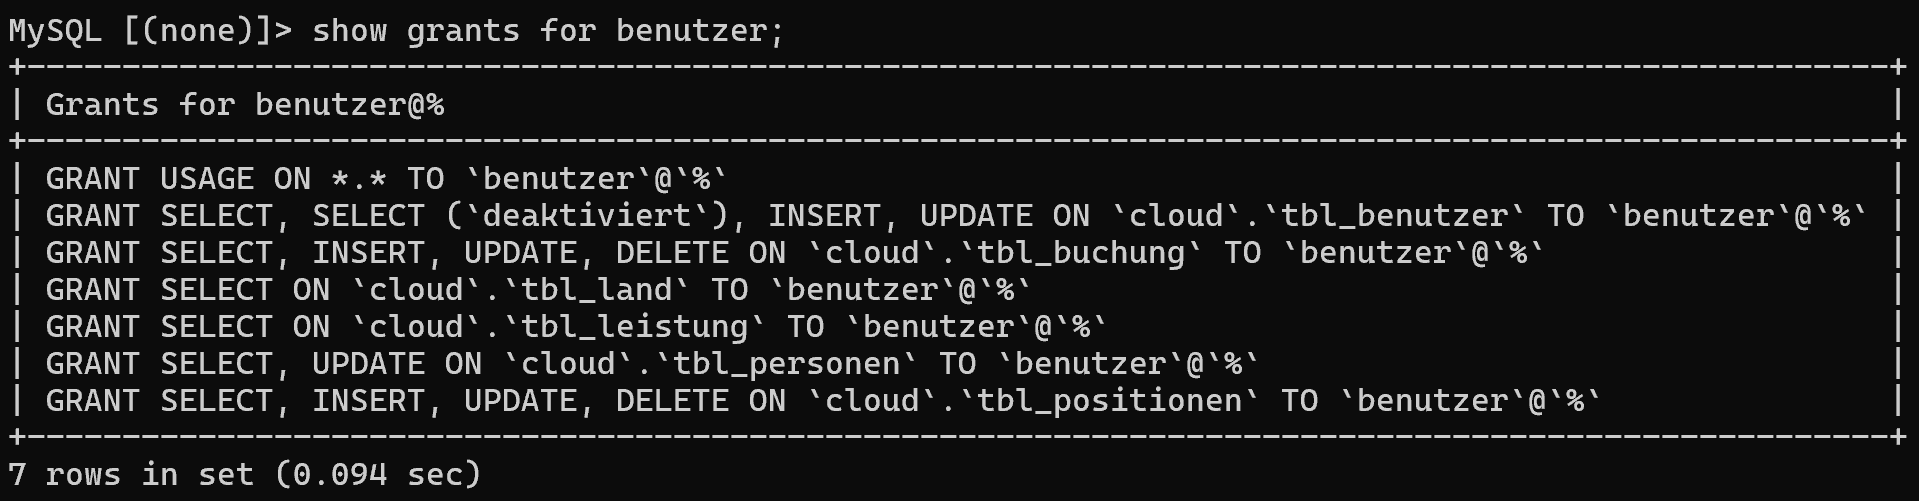 MySQL [(none)]> show grants for benutzer;
+--------------------------------------------------------------------------------------------------+
| Grants for benutzer@%                                                                            |
+--------------------------------------------------------------------------------------------------+
| GRANT USAGE ON *.* TO `benutzer`@`%`                                                             |
| GRANT SELECT, SELECT (`deaktiviert`), INSERT, UPDATE ON `cloud`.`tbl_benutzer` TO `benutzer`@`%` |
| GRANT SELECT, INSERT, UPDATE, DELETE ON `cloud`.`tbl_buchung` TO `benutzer`@`%`                  |
| GRANT SELECT ON `cloud`.`tbl_land` TO `benutzer`@`%`                                             |
| GRANT SELECT ON `cloud`.`tbl_leistung` TO `benutzer`@`%`                                         |
| GRANT SELECT, UPDATE ON `cloud`.`tbl_personen` TO `benutzer`@`%`                                 |
| GRANT SELECT, INSERT, UPDATE, DELETE ON `cloud`.`tbl_positionen` TO `benutzer`@`%`               |
+--------------------------------------------------------------------------------------------------+
7 rows in set (0.094 sec)